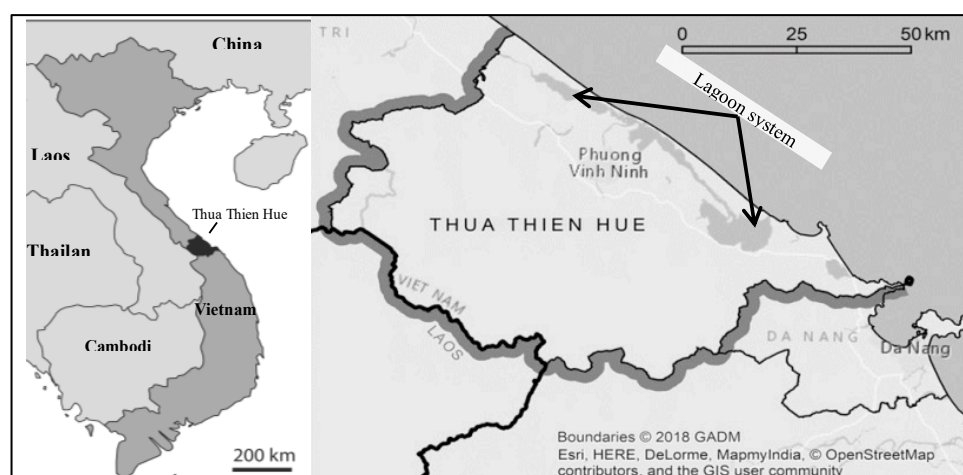 China
Laos
Thua Thien Hue
Thailan
Vietnam
Cambodi
200 km
TRI
0 25 50 km
Lagoon system
Phuong
Vinh Ninh
THUA THIEN HUE
VIET NAM
LAOS
DA NANG
Da Nang
Boundaries © 2018 GADM
Esri, HERE, DeLorme, MapmyIndia, © OpenStreetMap
contributors, and the GIS user community